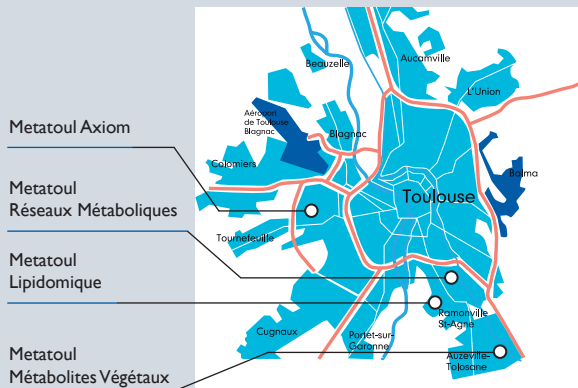 Metatoul Axiom
Metatoul
Réseaux Métaboliques
Metatoul
Lipidomique
Metatoul
Métabolites Végétaux
Beauzelle
Aucamville
L'Union
Aéroport
de Toulouse
Blagnac
Blagnac
Colomiers
Balma
Toulouse
Tournefeuille
Ramonville
St-Agne
Cugnaux
Portet-sur-
Garonne
Auzeville-
Tolosane